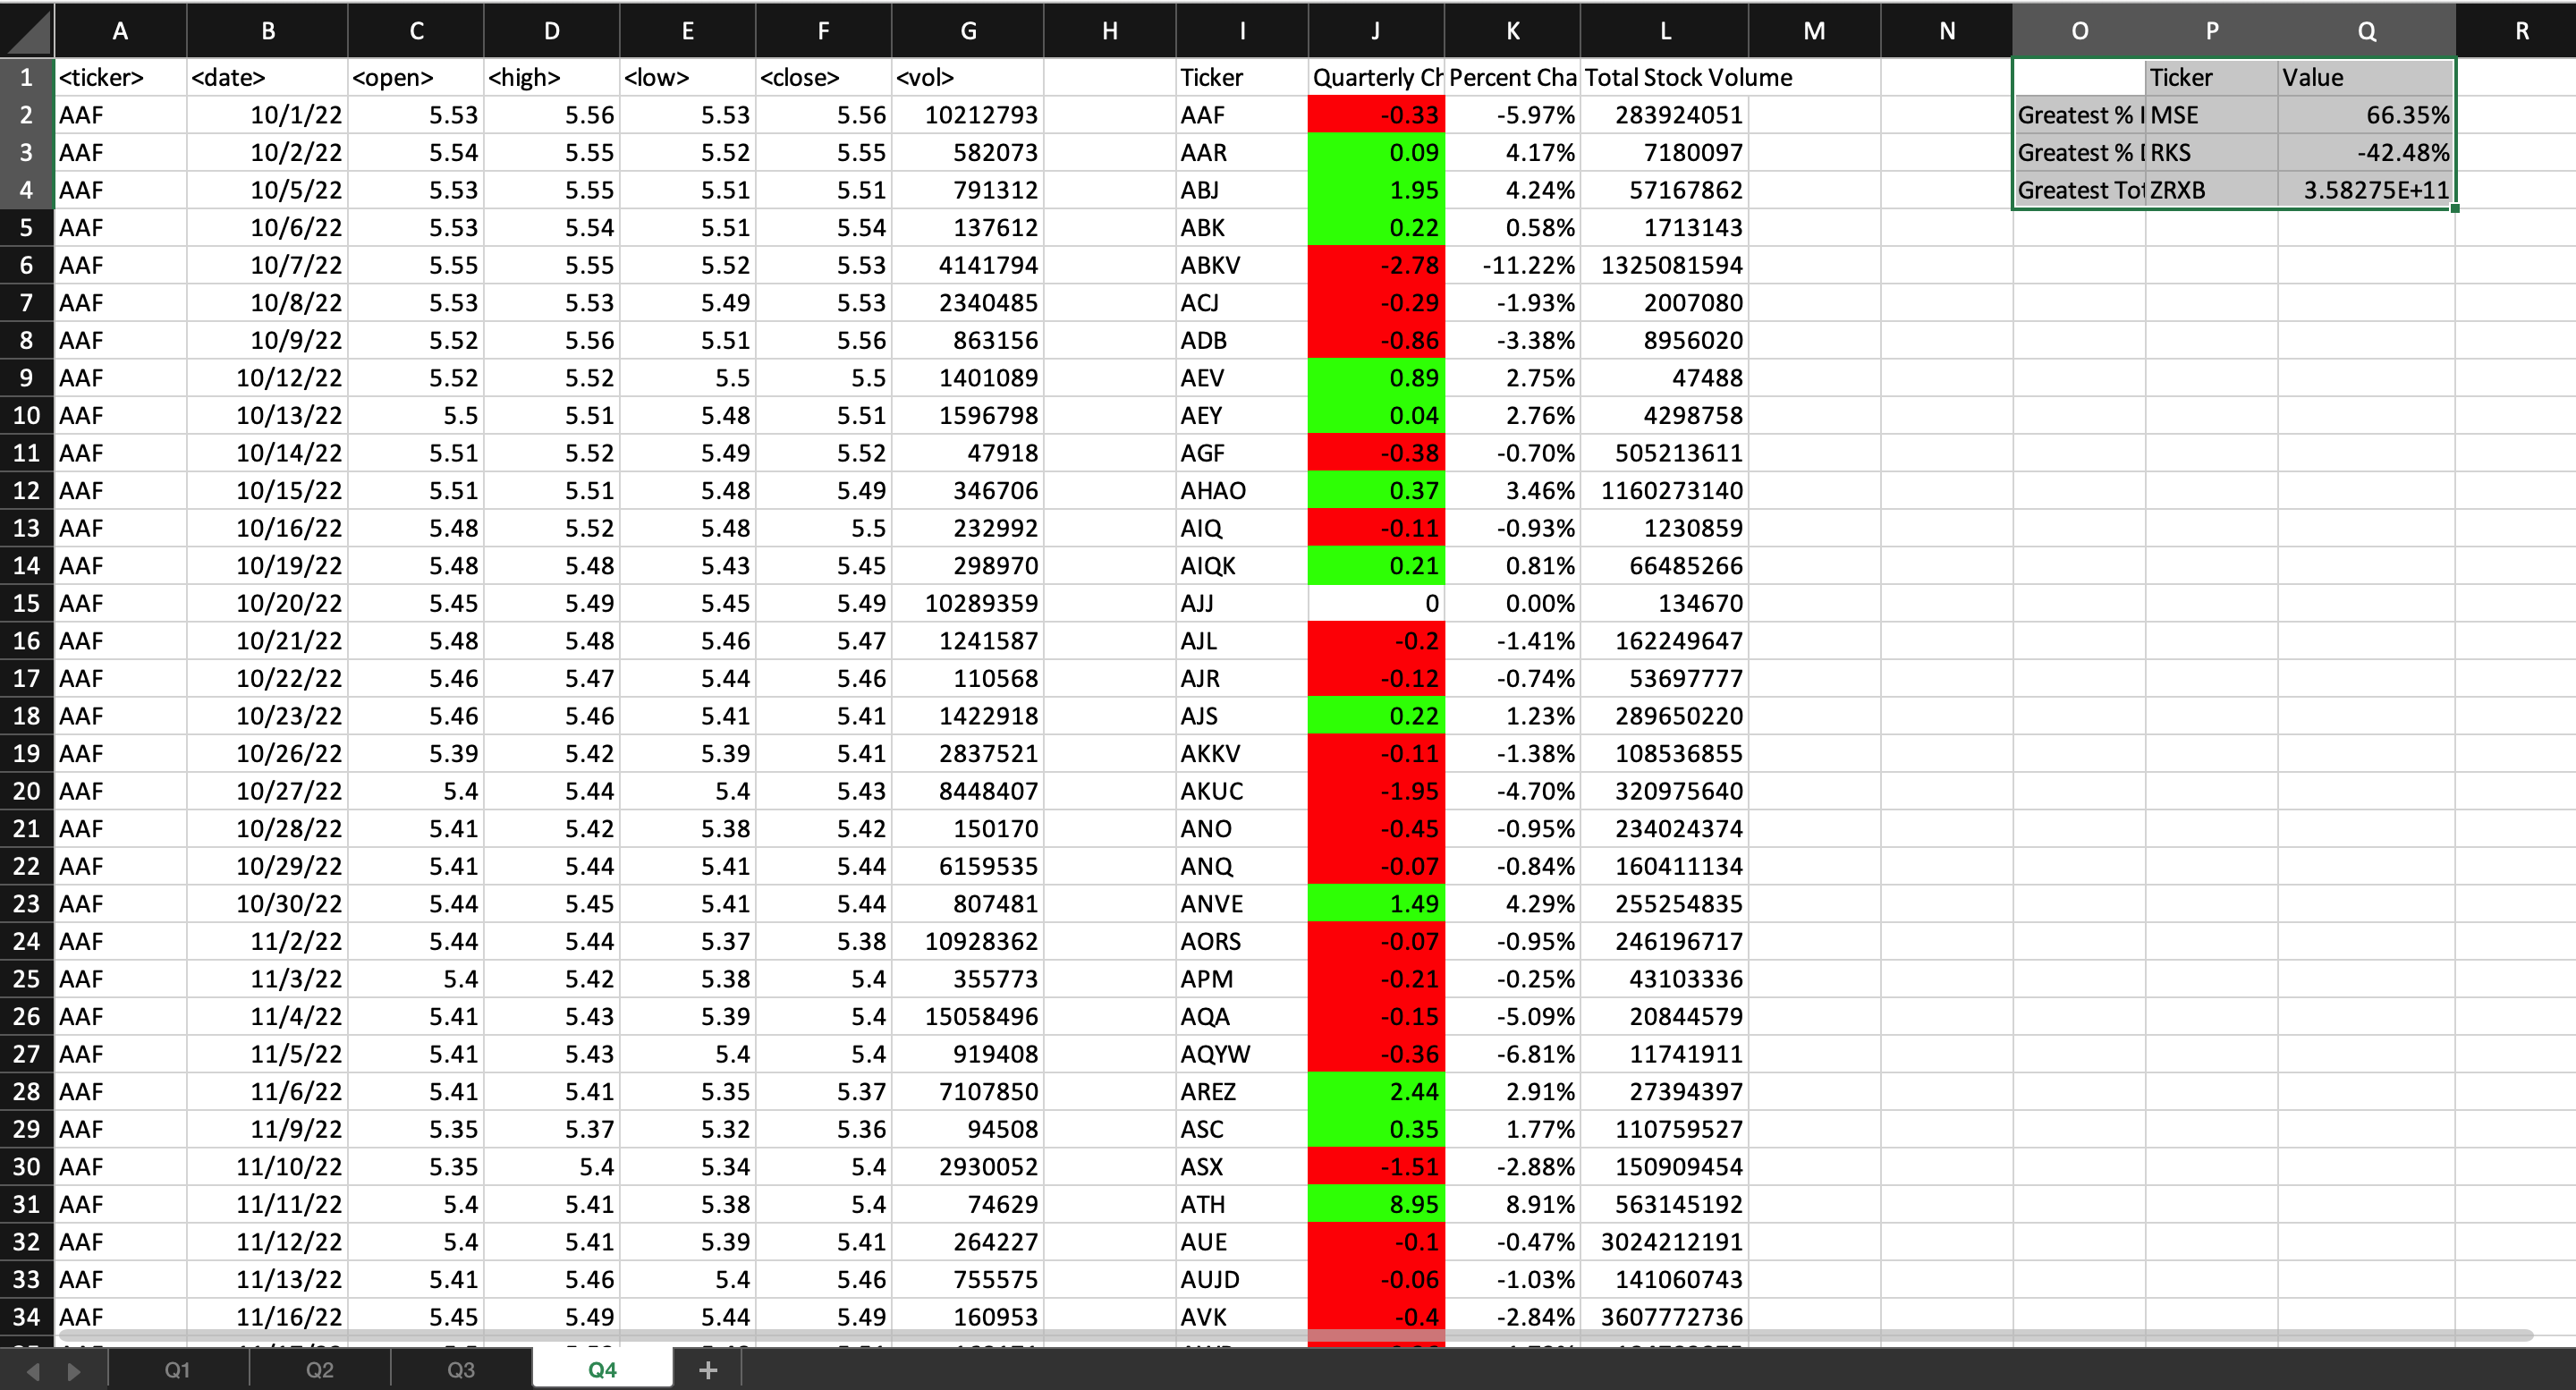 A B C D E F G H I J K L M N O P Q R
1 <ticker> <date> <open> <high> <low> <close> <vol> Ticker Quarterly Ch Percent Cha Total Stock Volume Ticker Value
2 AAF 10/1/22 5.53 5.56 5.53 5.56 10212793 AAF -0.33 -5.97% 283924051 Greatest % I MSE 66.35%
3 AAF 10/2/22 5.54 5.55 5.52 5.55 582073 AAR 0.09 4.17% 7180097 Greatest % D RKS -42.48%
4 AAF 10/5/22 5.53 5.55 5.51 5.51 791312 ABJ 1.95 4.24% 57167862 Greatest Tot ZRXB 3.58275E+11
5 AAF 10/6/22 5.53 5.54 5.51 5.54 137612 ABK 0.22 0.58% 1713143
6 AAF 10/7/22 5.55 5.55 5.52 5.53 4141794 ABKV -2.78 -11.22% 1325081594
7 AAF 10/8/22 5.53 5.53 5.49 5.53 2340485 ACJ -0.29 -1.93% 2007080
8 AAF 10/9/22 5.52 5.56 5.51 5.56 863156 ADB -0.86 -3.38% 8956020
9 AAF 10/12/22 5.52 5.52 5.5 5.5 1401089 AEV 0.89 2.75% 47488
10 AAF 10/13/22 5.5 5.51 5.48 5.51 1596798 AEY 0.04 2.76% 4298758
11 AAF 10/14/22 5.51 5.52 5.49 5.52 47918 AGF -0.38 -0.70% 505213611
12 AAF 10/15/22 5.51 5.51 5.48 5.49 346706 AHAO 0.37 3.46% 1160273140
13 AAF 10/16/22 5.48 5.52 5.48 5.5 232992 AIQ -0.11 -0.93% 1230859
14 AAF 10/19/22 5.48 5.48 5.43 5.45 298970 AIQK 0.21 0.81% 66485266
15 AAF 10/20/22 5.45 5.49 5.45 5.49 10289359 AJJ 0 0.00% 134670
16 AAF 10/21/22 5.48 5.48 5.46 5.47 1241587 AJL -0.2 -1.41% 162249647
17 AAF 10/22/22 5.46 5.47 5.44 5.46 110568 AJR -0.12 -0.74% 53697777
18 AAF 10/23/22 5.46 5.46 5.41 5.41 1422918 AJS 0.22 1.23% 289650220
19 AAF 10/26/22 5.39 5.42 5.39 5.41 2837521 AKKV -0.11 -1.38% 108536855
20 AAF 10/27/22 5.4 5.44 5.4 5.43 8448407 AKUC -1.95 -4.70% 320975640
21 AAF 10/28/22 5.41 5.42 5.38 5.42 150170 ANO -0.45 -0.95% 234024374
22 AAF 10/29/22 5.41 5.44 5.41 5.44 6159535 ANQ -0.07 -0.84% 160411134
23 AAF 10/30/22 5.44 5.45 5.41 5.44 807481 ANVE 1.49 4.29% 255254835
24 AAF 11/2/22 5.44 5.44 5.37 5.38 10928362 AORS -0.07 -0.95% 246196717
25 AAF 11/3/22 5.4 5.42 5.38 5.4 355773 APM -0.21 -0.25% 43103336
26 AAF 11/4/22 5.41 5.43 5.39 5.4 15058496 AQA -0.15 -5.09% 20844579
27 AAF 11/5/22 5.41 5.43 5.4 5.4 919408 AQYW -0.36 -6.81% 11741911
28 AAF 11/6/22 5.41 5.41 5.35 5.37 7107850 AREZ 2.44 2.91% 27394397
29 AAF 11/9/22 5.35 5.37 5.32 5.36 94508 ASC 0.35 1.77% 110759527
30 AAF 11/10/22 5.35 5.4 5.34 5.4 2930052 ASX -1.51 -2.88% 150909454
31 AAF 11/11/22 5.4 5.41 5.38 5.4 74629 ATH 8.95 8.91% 563145192
32 AAF 11/12/22 5.4 5.41 5.39 5.41 264227 AUE -0.1 -0.47% 3024212191
33 AAF 11/13/22 5.41 5.46 5.4 5.46 755575 AUJD -0.06 -1.03% 141060743
34 AAF 11/16/22 5.45 5.49 5.44 5.49 160953 AVK -0.4 -2.84% 3607772736
Q1 Q2 Q3 Q4 +